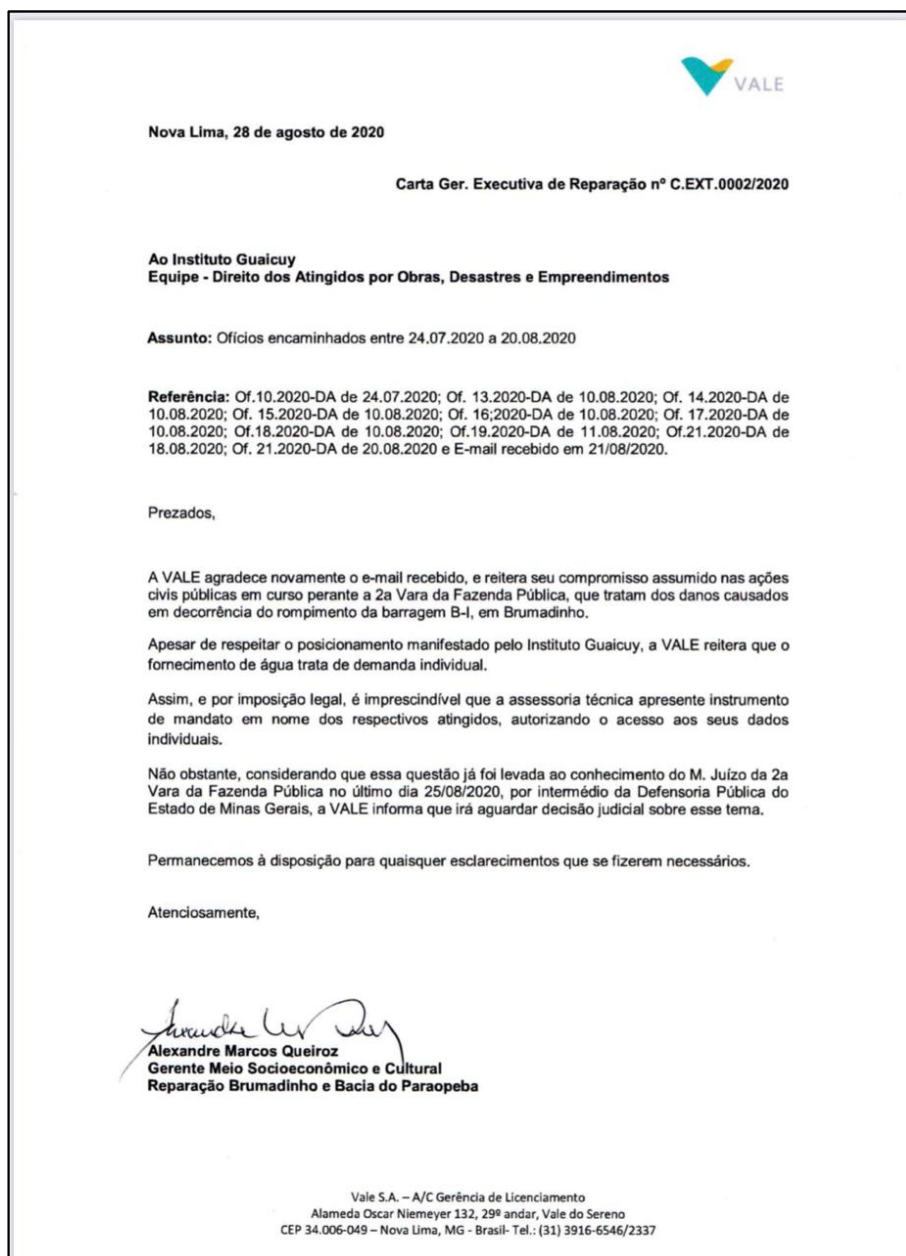 VALE
Nova Lima, 28 de agosto de 2020
Carta Ger. Executiva de Reparação nº C.EXT.0002/2020
Ao Instituto Guaicuy
Equipe - Direito dos Atingidos por Obras, Desastres e Empreendimentos
Assunto: Ofícios encaminhados entre 24.07.2020 a 20.08.2020
Referência: Of.10.2020-DA de 24.07.2020; Of. 13.2020-DA de 10.08.2020; Of. 14.2020-DA de
10.08.2020; Of. 15.2020-DA de 10.08.2020; Of. 16;2020-DA de 10.08.2020; Of. 17.2020-DA de
10.08.2020; Of.18.2020-DA de 10.08.2020; Of.19.2020-DA de 11.08.2020; Of.21.2020-DA de
18.08.2020; Of. 21.2020-DA de 20.08.2020 e E-mail recebido em 21/08/2020.
Prezados,
A VALE agradece novamente o e-mail recebido, e reitera seu compromisso assumido nas ações
civis públicas em curso perante a 2a Vara da Fazenda Pública, que tratam dos danos causados
em decorrência do rompimento da barragem B-I, em Brumadinho.
Apesar de respeitar o posicionamento manifestado pelo Instituto Guaicuy, a VALE reitera que o
fornecimento de água trata de demanda individual.
Assim, e por imposição legal, é imprescindível que a assessoria técnica apresente instrumento
de mandato em nome dos respectivos atingidos, autorizando o acesso aos seus dados
individuais.
Não obstante, considerando que essa questão já foi levada ao conhecimento do M. Juízo da 2a
Vara da Fazenda Pública no último dia 25/08/2020, por intermédio da Defensoria Pública do
Estado de Minas Gerais, a VALE informa que irá aguardar decisão judicial sobre esse tema.
Permanecemos à disposição para quaisquer esclarecimentos que se fizerem necessários.
Atenciosamente,
Alexandre Marcos Queiroz
Gerente Meio Socioeconômico e Cultural
Reparação Brumadinho e Bacia do Paraopeba
Vale S.A. – A/C Gerência de Licenciamento
Alameda Oscar Niemeyer 132, 29º andar, Vale do Sereno
CEP 34.006-049 – Nova Lima, MG - Brasil- Tel.: (31) 3916-6546/2337